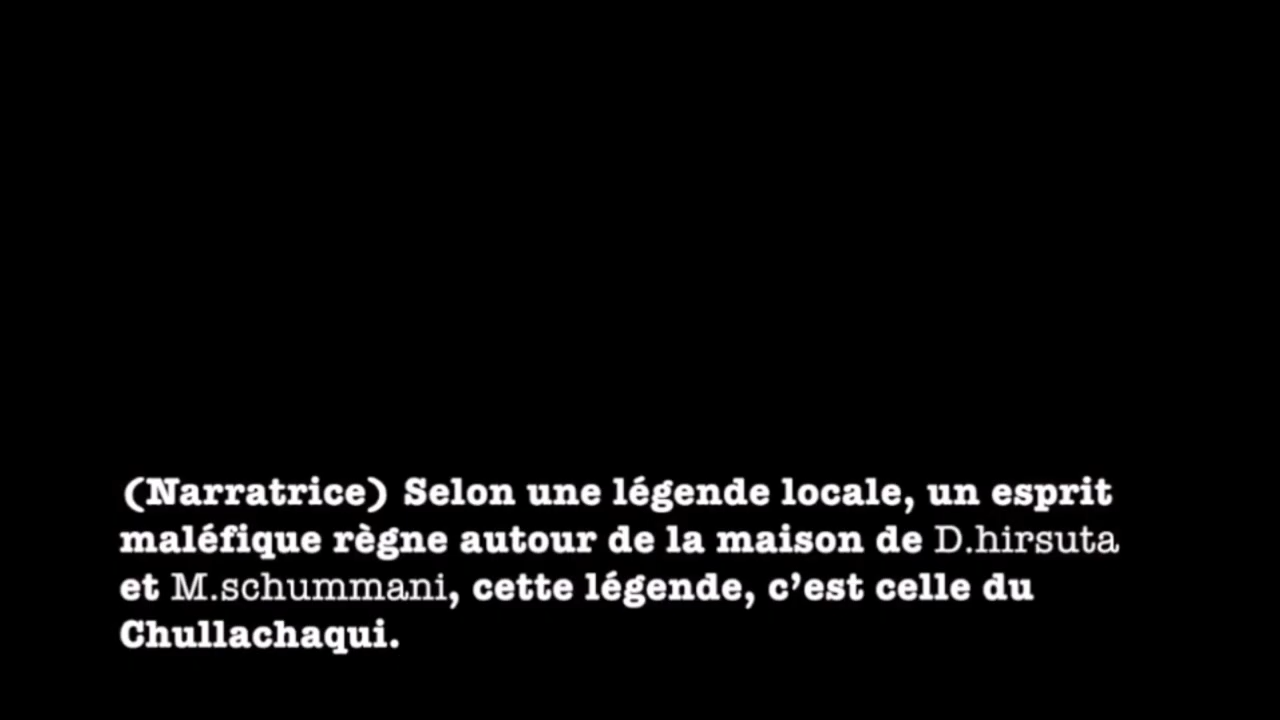 (Narratrice) Selon une légende locale, un esprit
maléfique règne autour de la maison de D.hirsuta
et M.schummani, cette légende, c’est celle du
Chullachaqui.